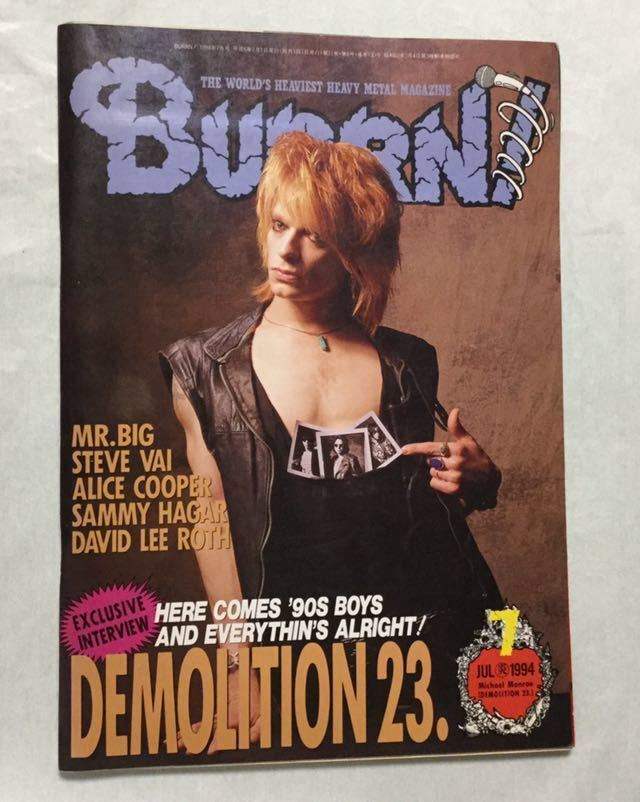 THE WORLD'S HEAVIEST HEAVY METAL MAGAZINE
BURRN!
MR.BIG
STEVE VAI
ALICE COOPER
SAMMY HAGAR
DAVID LEE ROTH
EXCLUSIVE
INTERVIEW
HERE COMES '90S BOYS
AND EVERYTHIN'S ALRIGHT!
DEMOLITION 23.
7
JUL 1994
Michael Monroe
(DEMOLITION 23.)